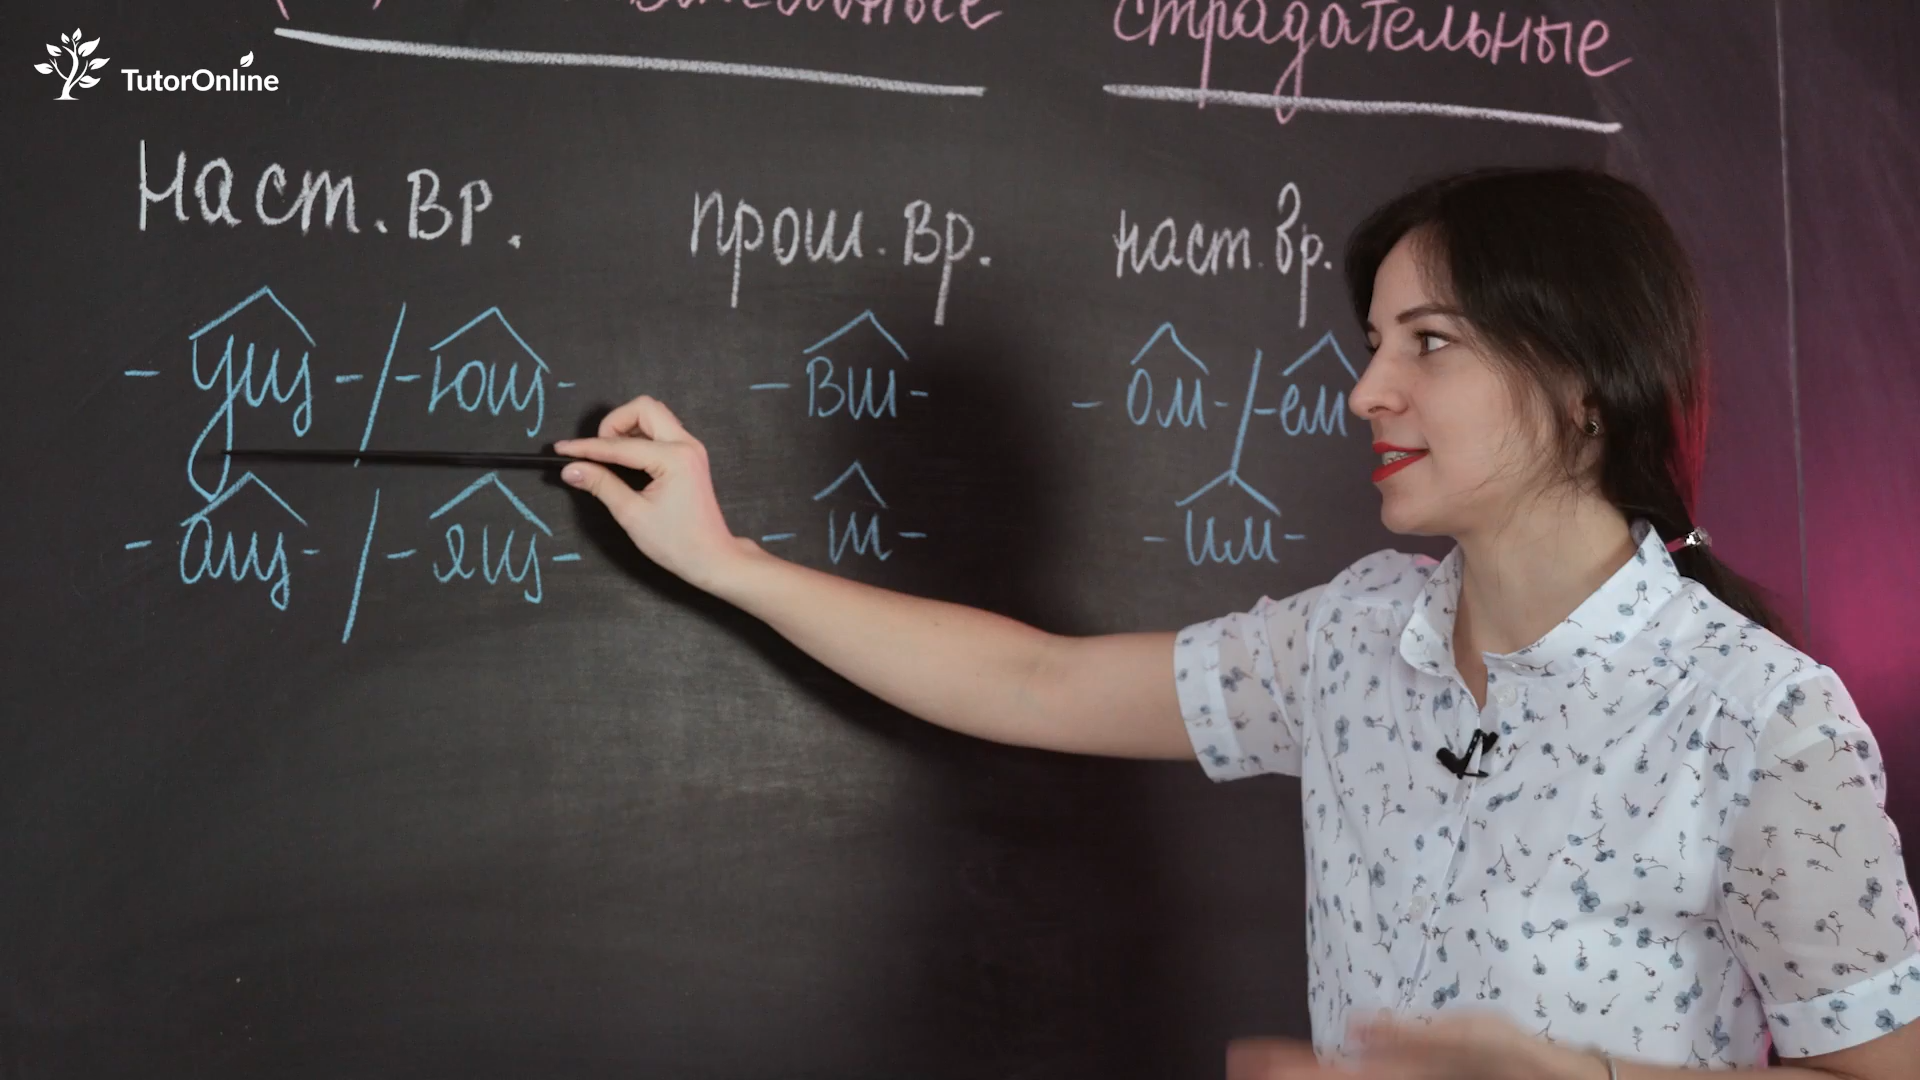 страдательные
TutorOnline
наст. вр. прош. вр. наст. вр.
- ущ - / - ющ - - вш - - ом - / - ем
- ащ - / - ящ - - ш - - им -